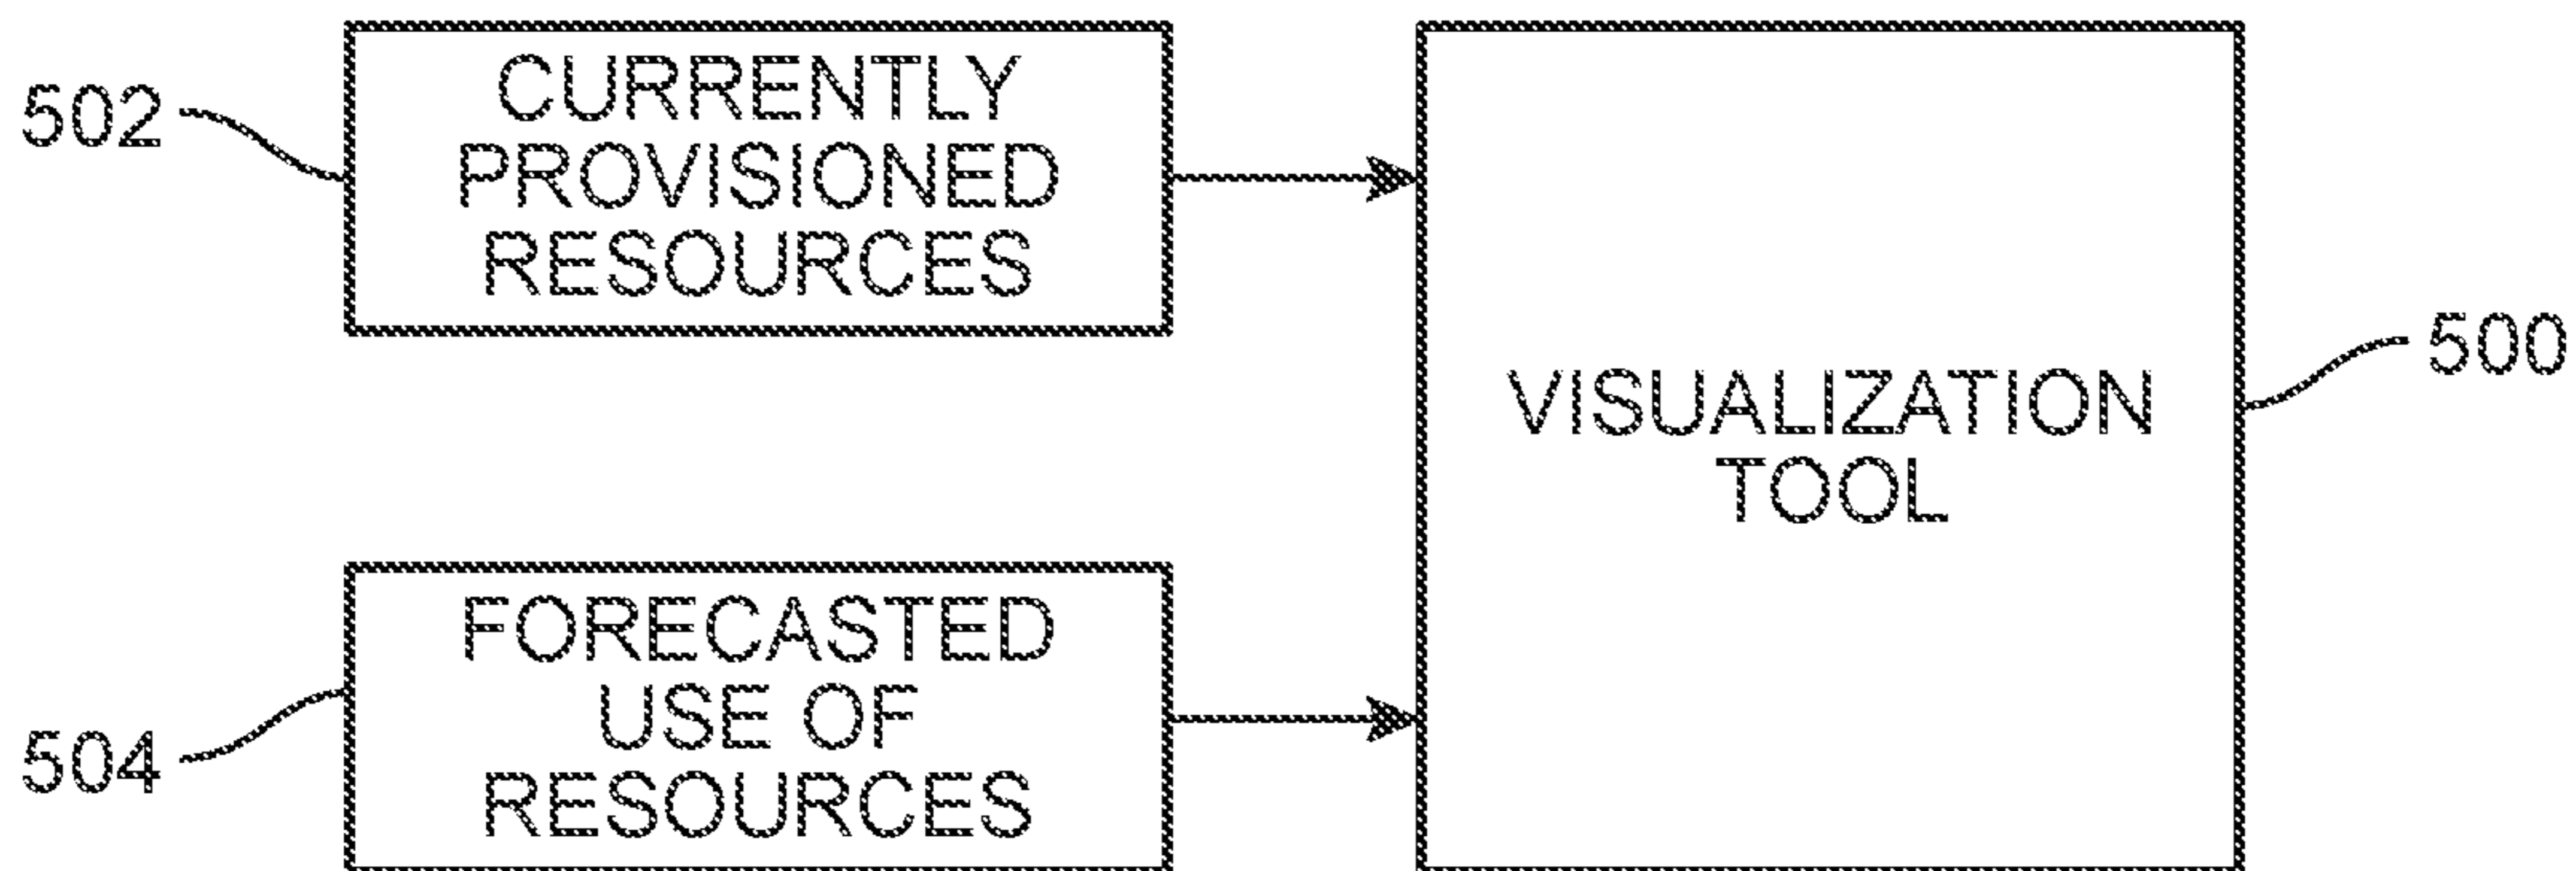 502
CURRENTLY
PROVISIONED
RESOURCES
VISUALIZATION
TOOL
500
504
FORECASTED
USE OF
RESOURCES